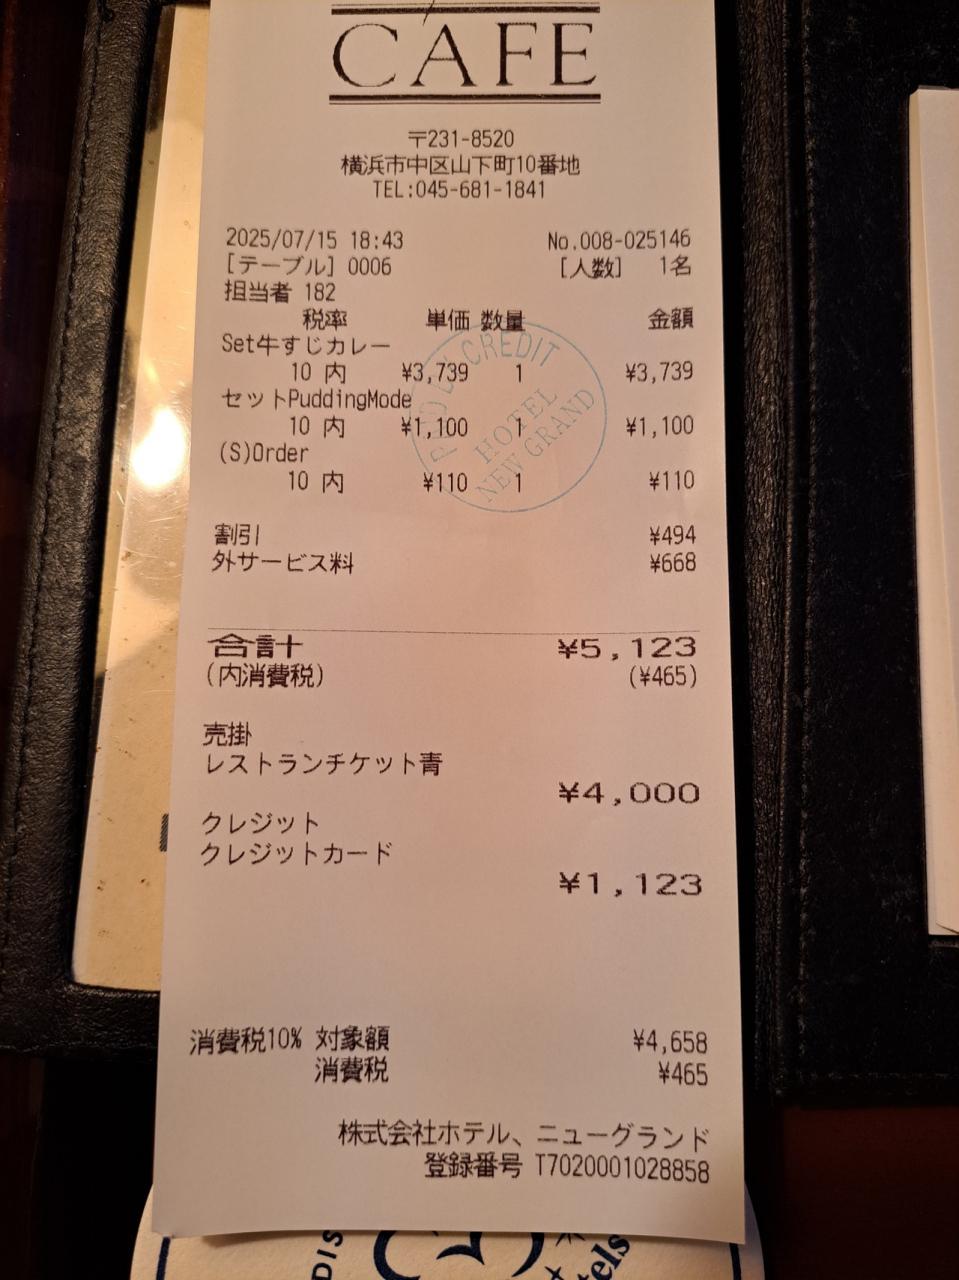 CAFE
〒231-8520
横浜市中区山下町10番地
TEL:045-681-1841
2025/07/15 18:43 No.008-025146
[テーブル] 0006 [人数] 1名
担当者 182
税率 単価 数量 金額
Set牛すじカレー
10 内 ¥3,739 1 ¥3,739
セットPuddingMode
10 内 ¥1,100 1 ¥1,100
(S)Order
10 内 ¥110 1 ¥110
CREDIT
HOTEL
NEW GRAND
割引 ¥494
外サービス料 ¥668
合計 ¥5,123
(内消費税) (¥465)
売掛
レストランチケット青
¥4,000
クレジット
クレジットカード
¥1,123
消費税10% 対象額 ¥4,658
消費税 ¥465
株式会社ホテル、ニューグランド
登録番号 T7020001028858